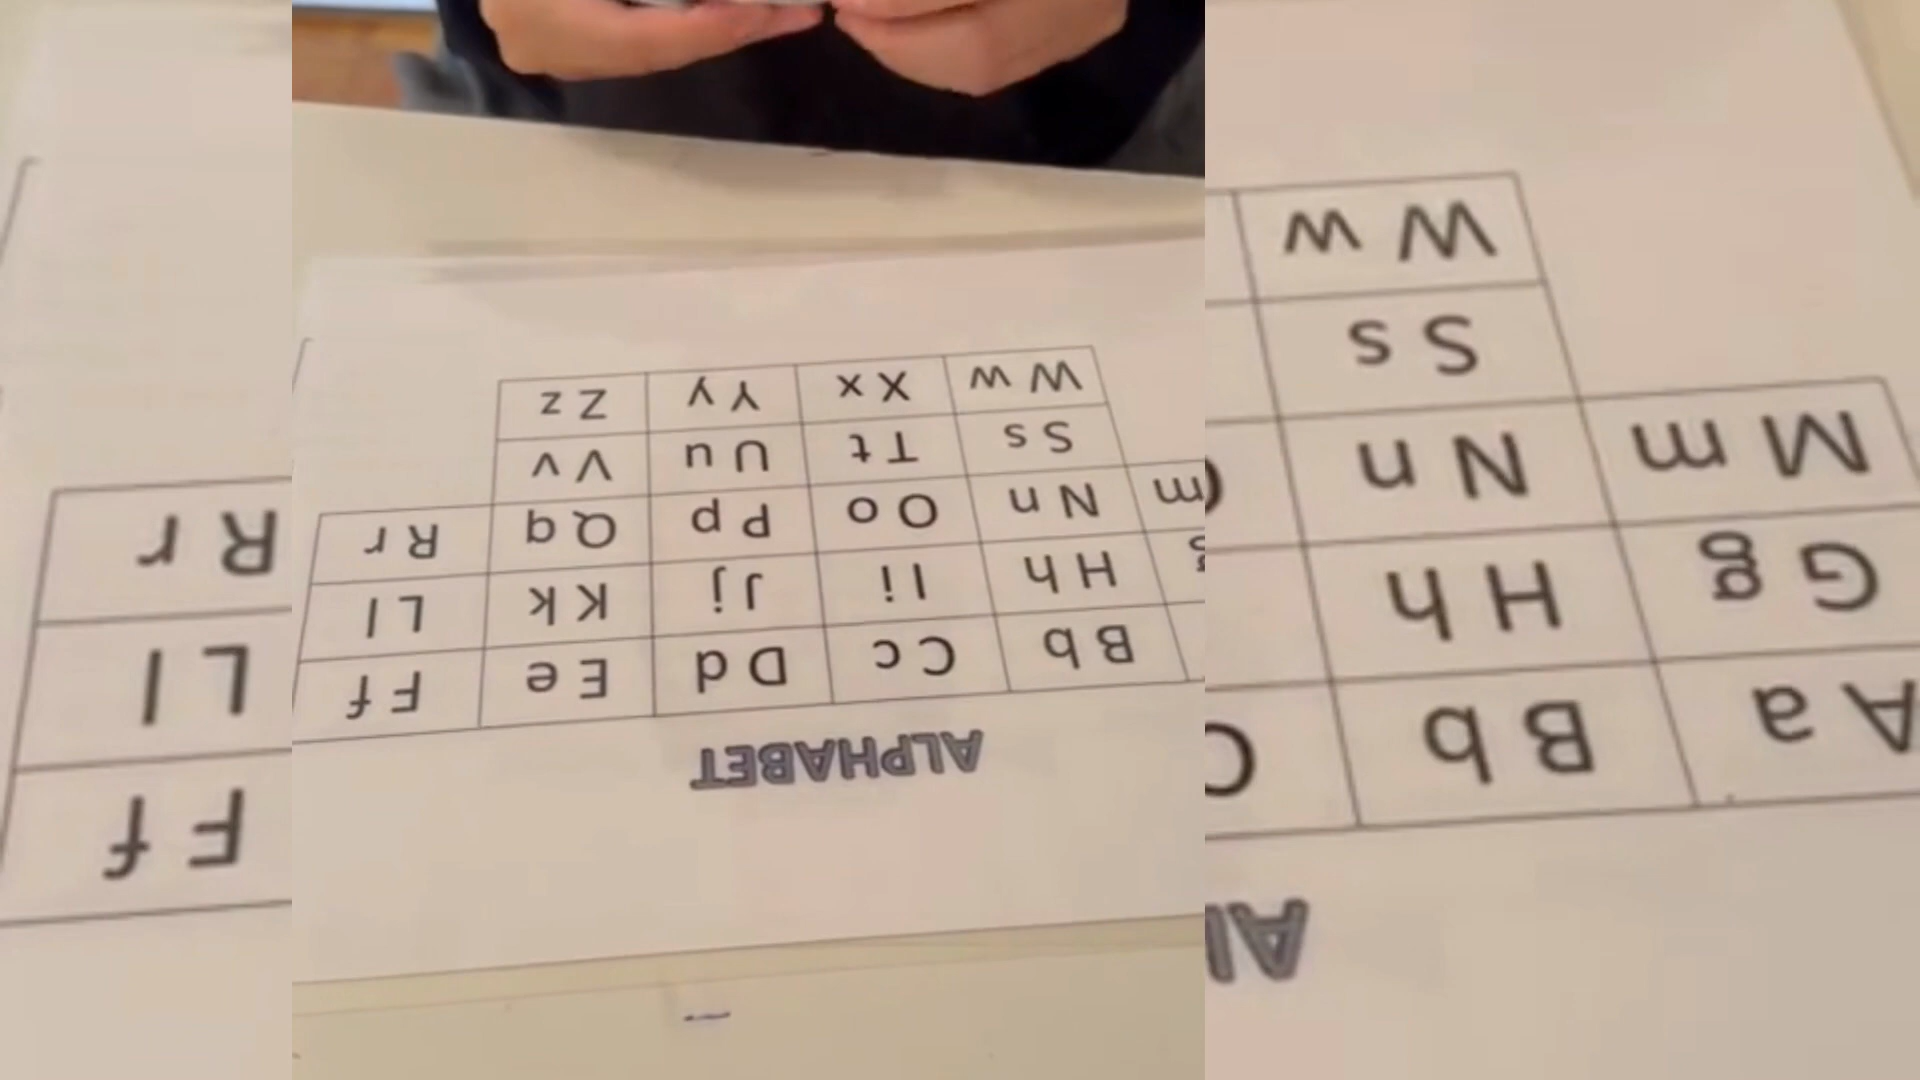 ALPHABET
Aa Bb Cc Dd Ee Ff
Gg Hh Ii Jj Kk Ll
Mm Nn Oo Pp Qq Rr
Ss Tt Uu Vv
Ww Xx Yy Zz